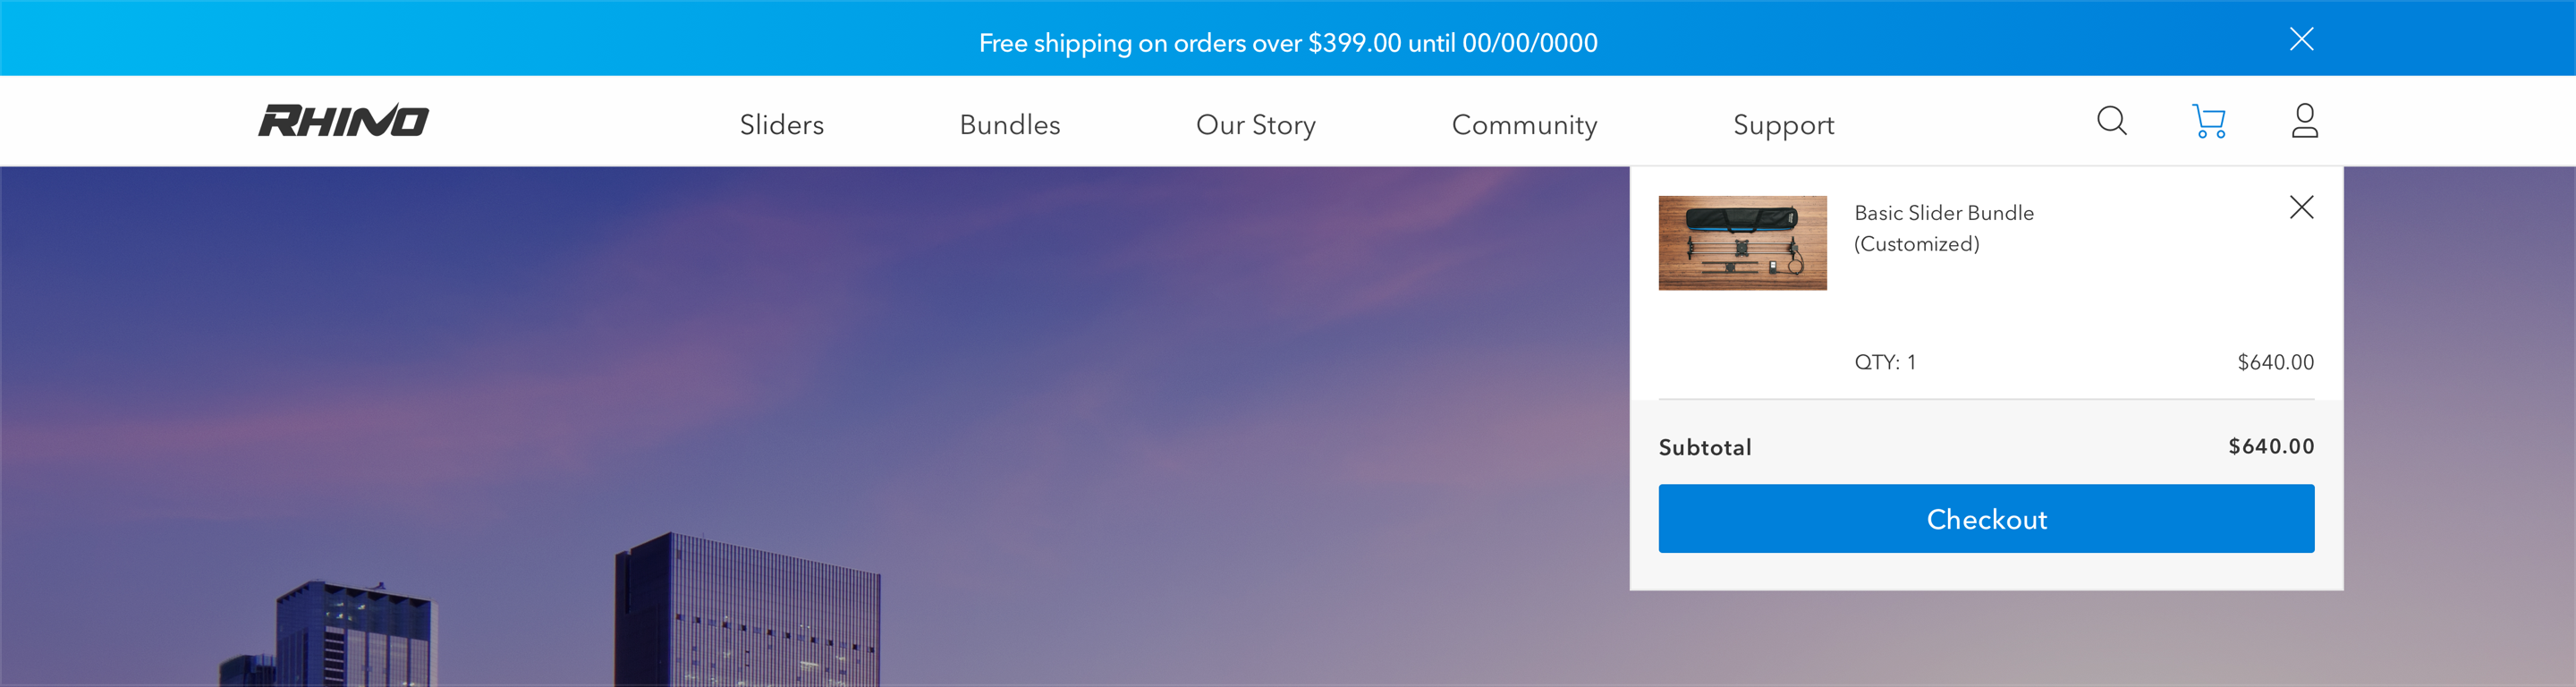 Free shipping on orders over $399.00 until 00/00/0000
RHINO
Sliders
Bundles
Our Story
Community
Support
Basic Slider Bundle
(Customized)
QTY: 1
$640.00
Subtotal
$640.00
Checkout